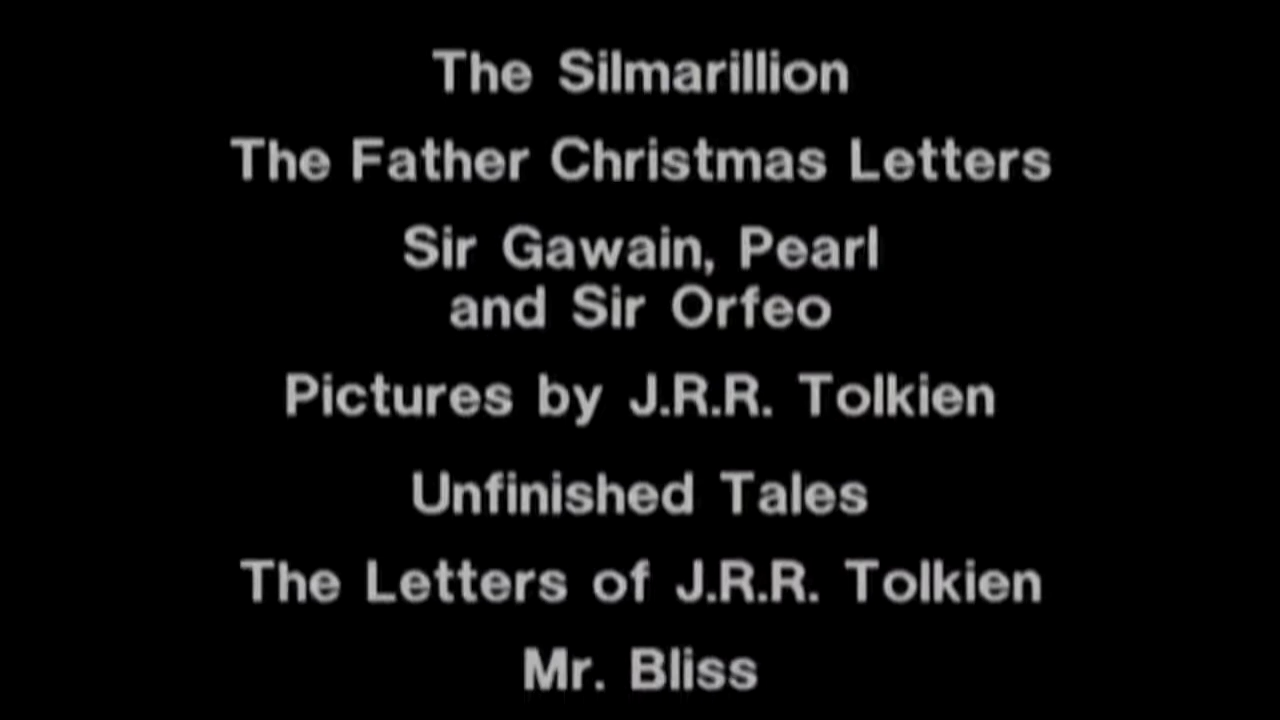 The Silmarillion
The Father Christmas Letters
Sir Gawain, Pearl
and Sir Orfeo
Pictures by J.R.R. Tolkien
Unfinished Tales
The Letters of J.R.R. Tolkien
Mr. Bliss